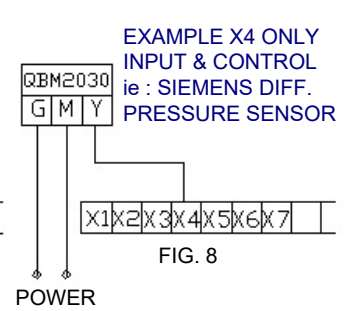 EXAMPLE X4 ONLY
INPUT & CONTROL
ie : SIEMENS DIFF.
PRESSURE SENSOR
QBM2030
G M Y
X1 X2 X3 X4 X5 X6 X7
FIG. 8
POWER